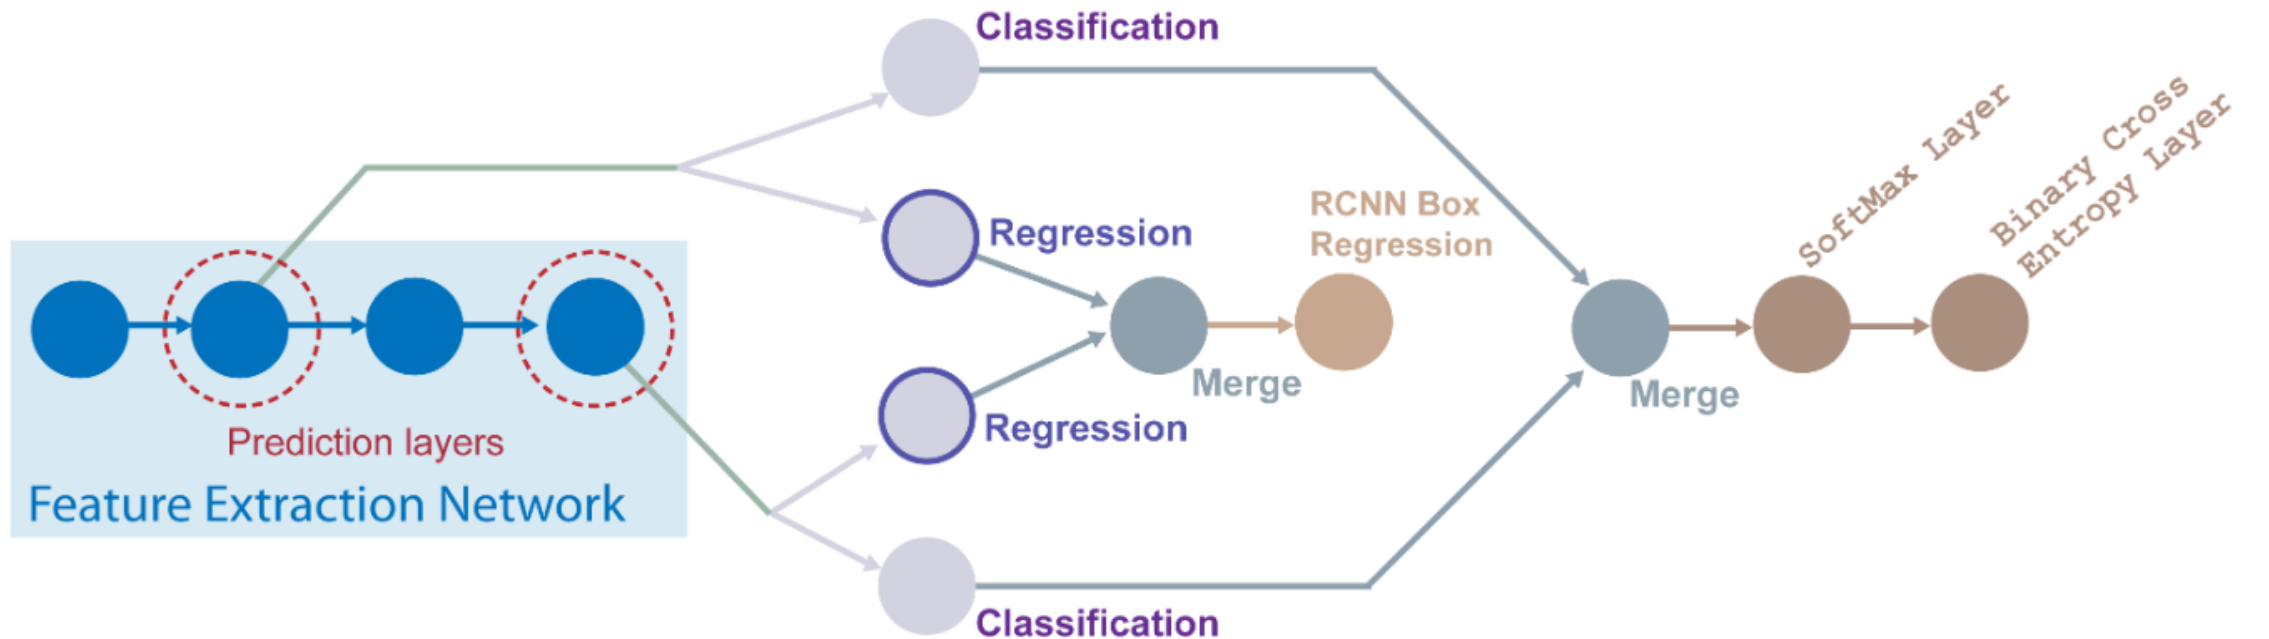 Classification
SoftMax Layer
Binary Cross
Entropy Layer
RCNN Box
Regression
Regression
Merge
Merge
Regression
Prediction layers
Feature Extraction Network
Classification